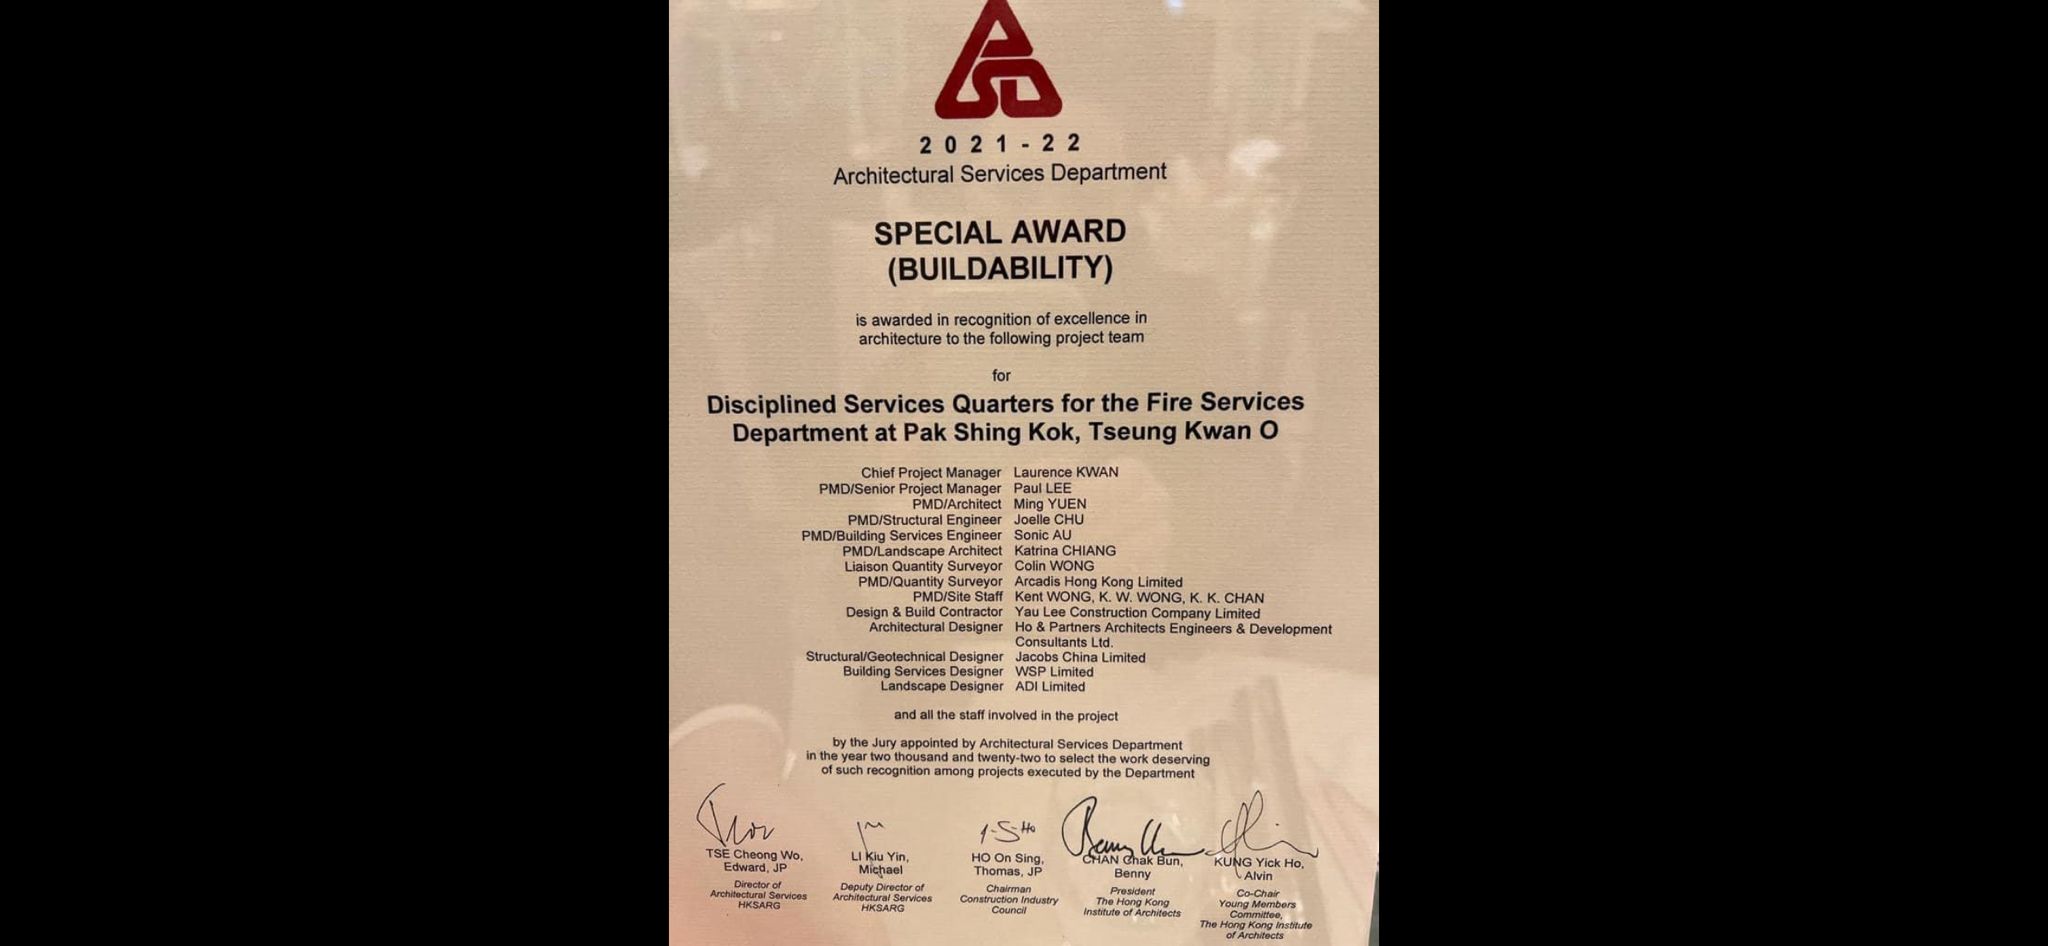 ASD
2021-22
Architectural Services Department
SPECIAL AWARD
(BUILDABILITY)
is awarded in recognition of excellence in
architecture to the following project team
for
Disciplined Services Quarters for the Fire Services
Department at Pak Shing Kok, Tseung Kwan O
Chief Project Manager Laurence KWAN
PMD/Senior Project Manager Paul LEE
PMD/Architect Ming YUEN
PMD/Structural Engineer Joelle CHU
PMD/Building Services Engineer Sonic AU
PMD/Landscape Architect Katrina CHIANG
Liaison Quantity Surveyor Colin WONG
PMD/Quantity Surveyor Arcadis Hong Kong Limited
PMD/Site Staff Kent WONG, K. W. WONG, K. K. CHAN
Design & Build Contractor Yau Lee Construction Company Limited
Architectural Designer Ho & Partners Architects Engineers & Development
Consultants Ltd.
Structural/Geotechnical Designer Jacobs China Limited
Building Services Designer WSP Limited
Landscape Designer ADI Limited
and all the staff involved in the project
by the Jury appointed by Architectural Services Department
in the year two thousand and twenty-two to select the work deserving
of such recognition among projects executed by the Department
TSE Cheong Wo,
Edward, JP
Director of
Architectural Services
HKSARG
LI Kiu Yin,
Michael
Deputy Director of
Architectural Services
HKSARG
HO On Sing,
Thomas, JP
Chairman
Construction Industry
Council
CHAN Chak Bun,
Benny
President
The Hong Kong
Institute of Architects
KUNG Yick Ho,
Alvin
Co-Chair
Young Members
Committee,
The Hong Kong Institute
of Architects